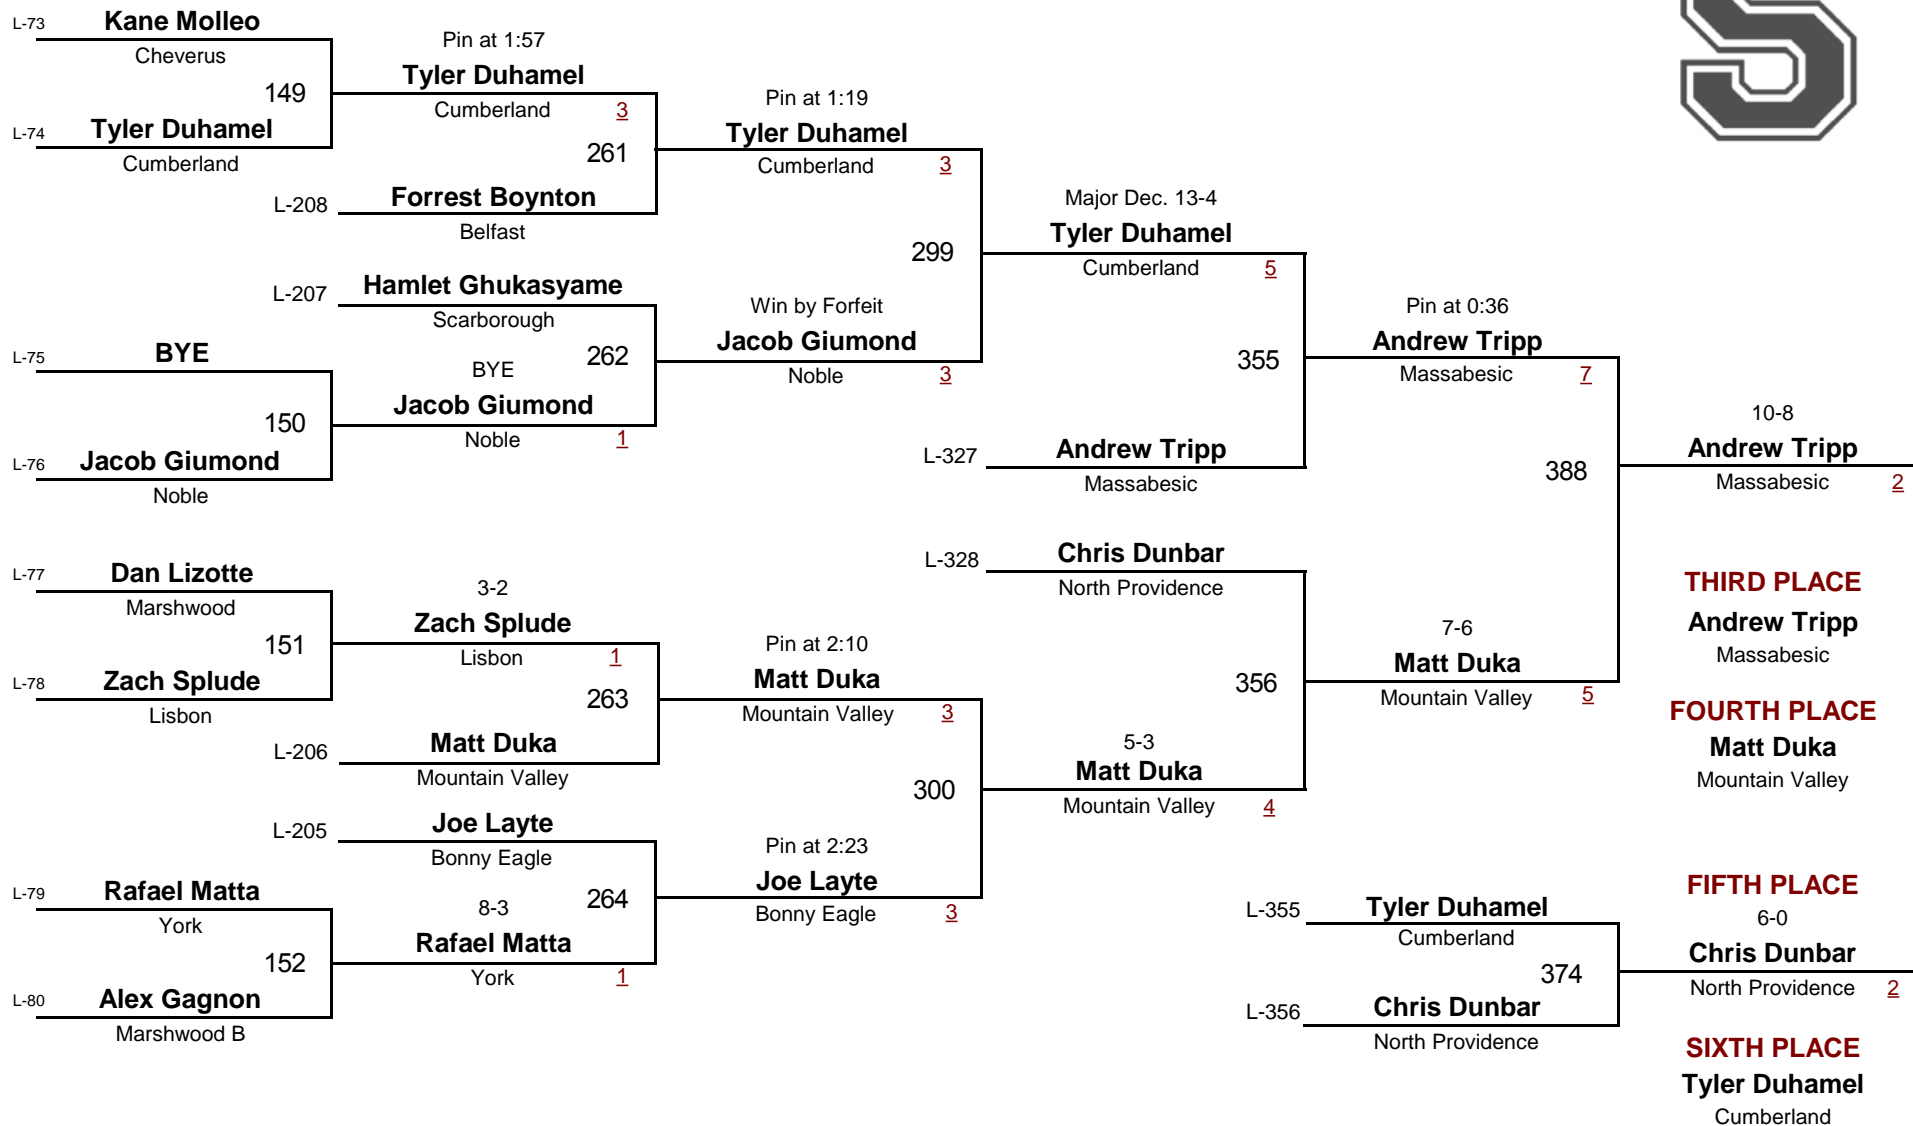 L-73 Kane Molleo
Cheverus
149
L-74 Tyler Duhamel
Cumberland
Pin at 1:57
Tyler Duhamel
Cumberland 3
261
L-208 Forrest Boynton
Belfast
Pin at 1:19
Tyler Duhamel
Cumberland 3
L-207 Hamlet Ghukasyame
Scarborough
262
L-75 BYE
150
L-76 Jacob Giumond
Noble
BYE
Jacob Giumond
Noble 1
Win by Forfeit
Jacob Giumond
Noble 3
299
Major Dec. 13-4
Tyler Duhamel
Cumberland 5
355
L-327 Andrew Tripp
Massabesic
Pin at 0:36
Andrew Tripp
Massabesic 7
388
10-8
Andrew Tripp
Massabesic 2
L-77 Dan Lizotte
Marshwood
151
L-78 Zach Splude
Lisbon
3-2
Zach Splude
Lisbon 1
263
L-206 Matt Duka
Mountain Valley
Pin at 2:10
Matt Duka
Mountain Valley 3
300
L-205 Joe Layte
Bonny Eagle
264
L-79 Rafael Matta
York
152
L-80 Alex Gagnon
Marshwood B
8-3
Rafael Matta
York 1
Pin at 2:23
Joe Layte
Bonny Eagle 3
L-328 Chris Dunbar
North Providence
356
5-3
Matt Duka
Mountain Valley 4
7-6
Matt Duka
Mountain Valley 5
THIRD PLACE
Andrew Tripp
Massabesic
FOURTH PLACE
Matt Duka
Mountain Valley
L-355 Tyler Duhamel
Cumberland
374
L-356 Chris Dunbar
North Providence
FIFTH PLACE
6-0
Chris Dunbar
North Providence 2
SIXTH PLACE
Tyler Duhamel
Cumberland
S